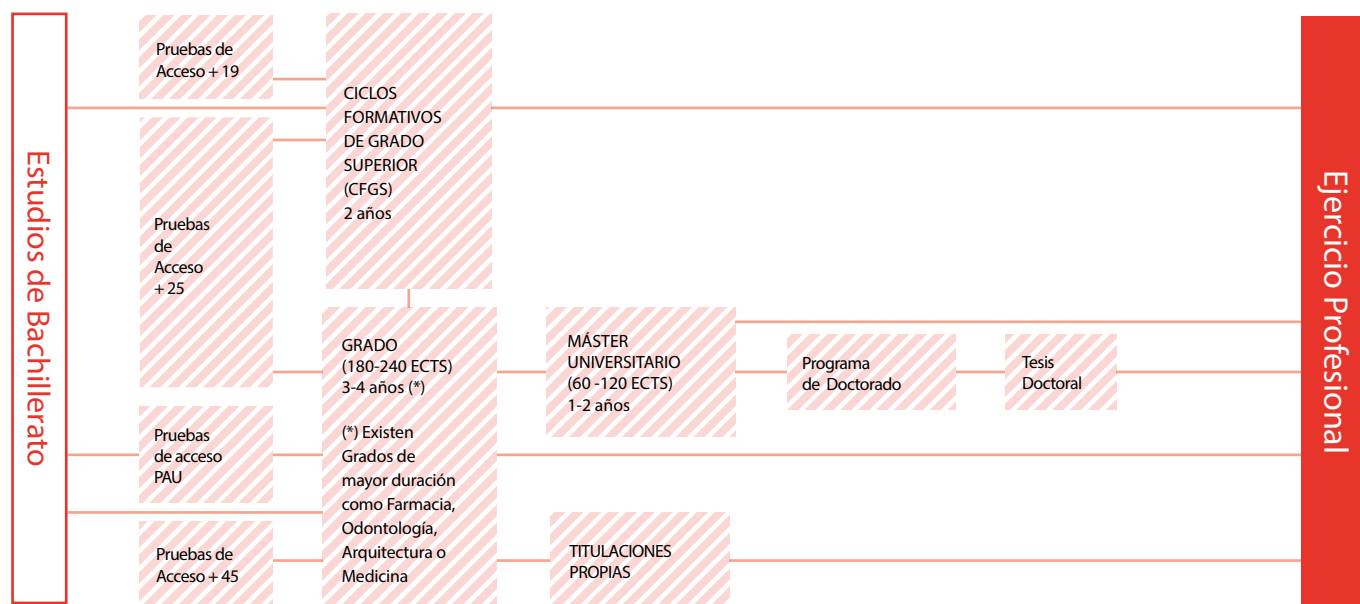 Estudios de Bachillerato
Pruebas de
Acceso + 19
Pruebas
de
Acceso
+ 25
Pruebas
de acceso
PAU
Pruebas de
Acceso + 45
CICLOS
FORMATIVOS
DE GRADO
SUPERIOR
(CFGS)
2 años
GRADO
(180-240 ECTS)
3-4 años (*)
(*) Existen
Grados de
mayor duración
como Farmacia,
Odontología,
Arquitectura o
Medicina
MÁSTER
UNIVERSITARIO
(60 -120 ECTS)
1-2 años
TITULACIONES
PROPIAS
Programa
de Doctorado
Tesis
Doctoral
Ejercicio Profesional